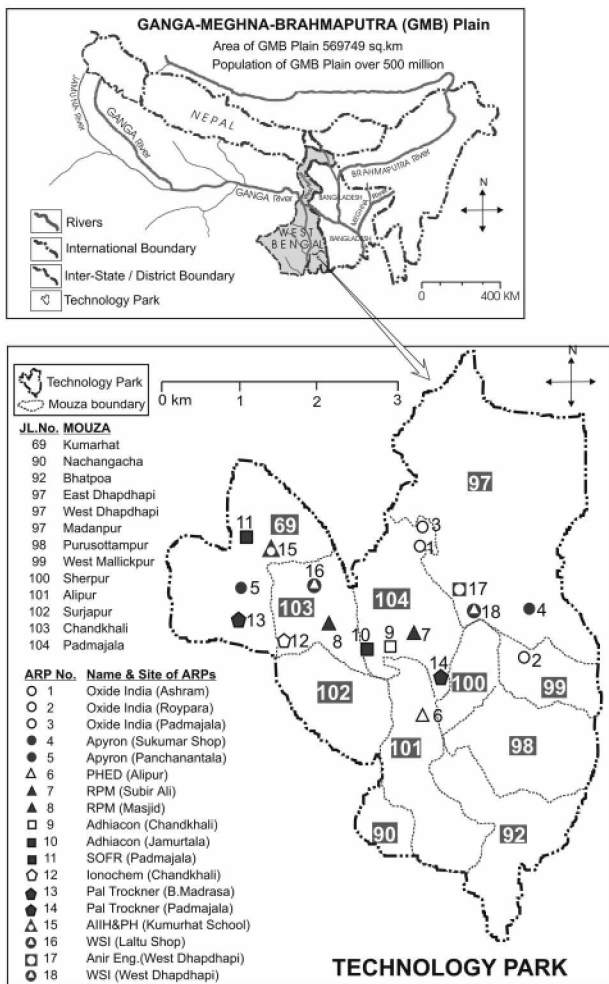 GANGA-MEGHNA-BRAHMAPUTRA (GMB) Plain
Area of GMB Plain 569749 sq.km
Population of GMB Plain over 500 million
JAMUNA River
GANGA River
NEPAL
GANGA River
BRAHMAPUTRA River
BANGLADESH
MEGHNA River
WEST
BENGAL
BANGLADESH
N
Rivers
International Boundary
Inter-State / District Boundary
Technology Park
0 400 KM
Technology Park
Mouza boundary
0 km 1 2 3
N
JL.No. MOUZA
69 Kumarhat
90 Nachangacha
92 Bhatpoa
97 East Dhapdhapi
97 West Dhapdhapi
97 Madanpur
98 Purusottampur
99 West Mallickpur
100 Sherpur
101 Alipur
102 Surjapur
103 Chandkhali
104 Padmajala
ARP No. Name & Site of ARPs
1 Oxide India (Ashram)
2 Oxide India (Roypara)
3 Oxide India (Padmajala)
4 Apyron (Sukumar Shop)
5 Apyron (Panchanantala)
6 PHED (Alipur)
7 RPM (Subir Ali)
8 RPM (Masjid)
9 Adhiacon (Chandkhali)
10 Adhiacon (Jamurtala)
11 SOFR (Padmajala)
12 Ionochem (Chandkhali)
13 Pal Trockner (B.Madrasa)
14 Pal Trockner (Padmajala)
15 AIIH&PH (Kumurhat School)
16 WSI (Laltu Shop)
17 Anir Eng.(West Dhapdhapi)
18 WSI (West Dhapdhapi)
97
11
69
3
1
15
16
5
17
103
104
18
4
13
9
7
12
8
10
2
14
100
99
102
6
101
98
90
92
TECHNOLOGY PARK